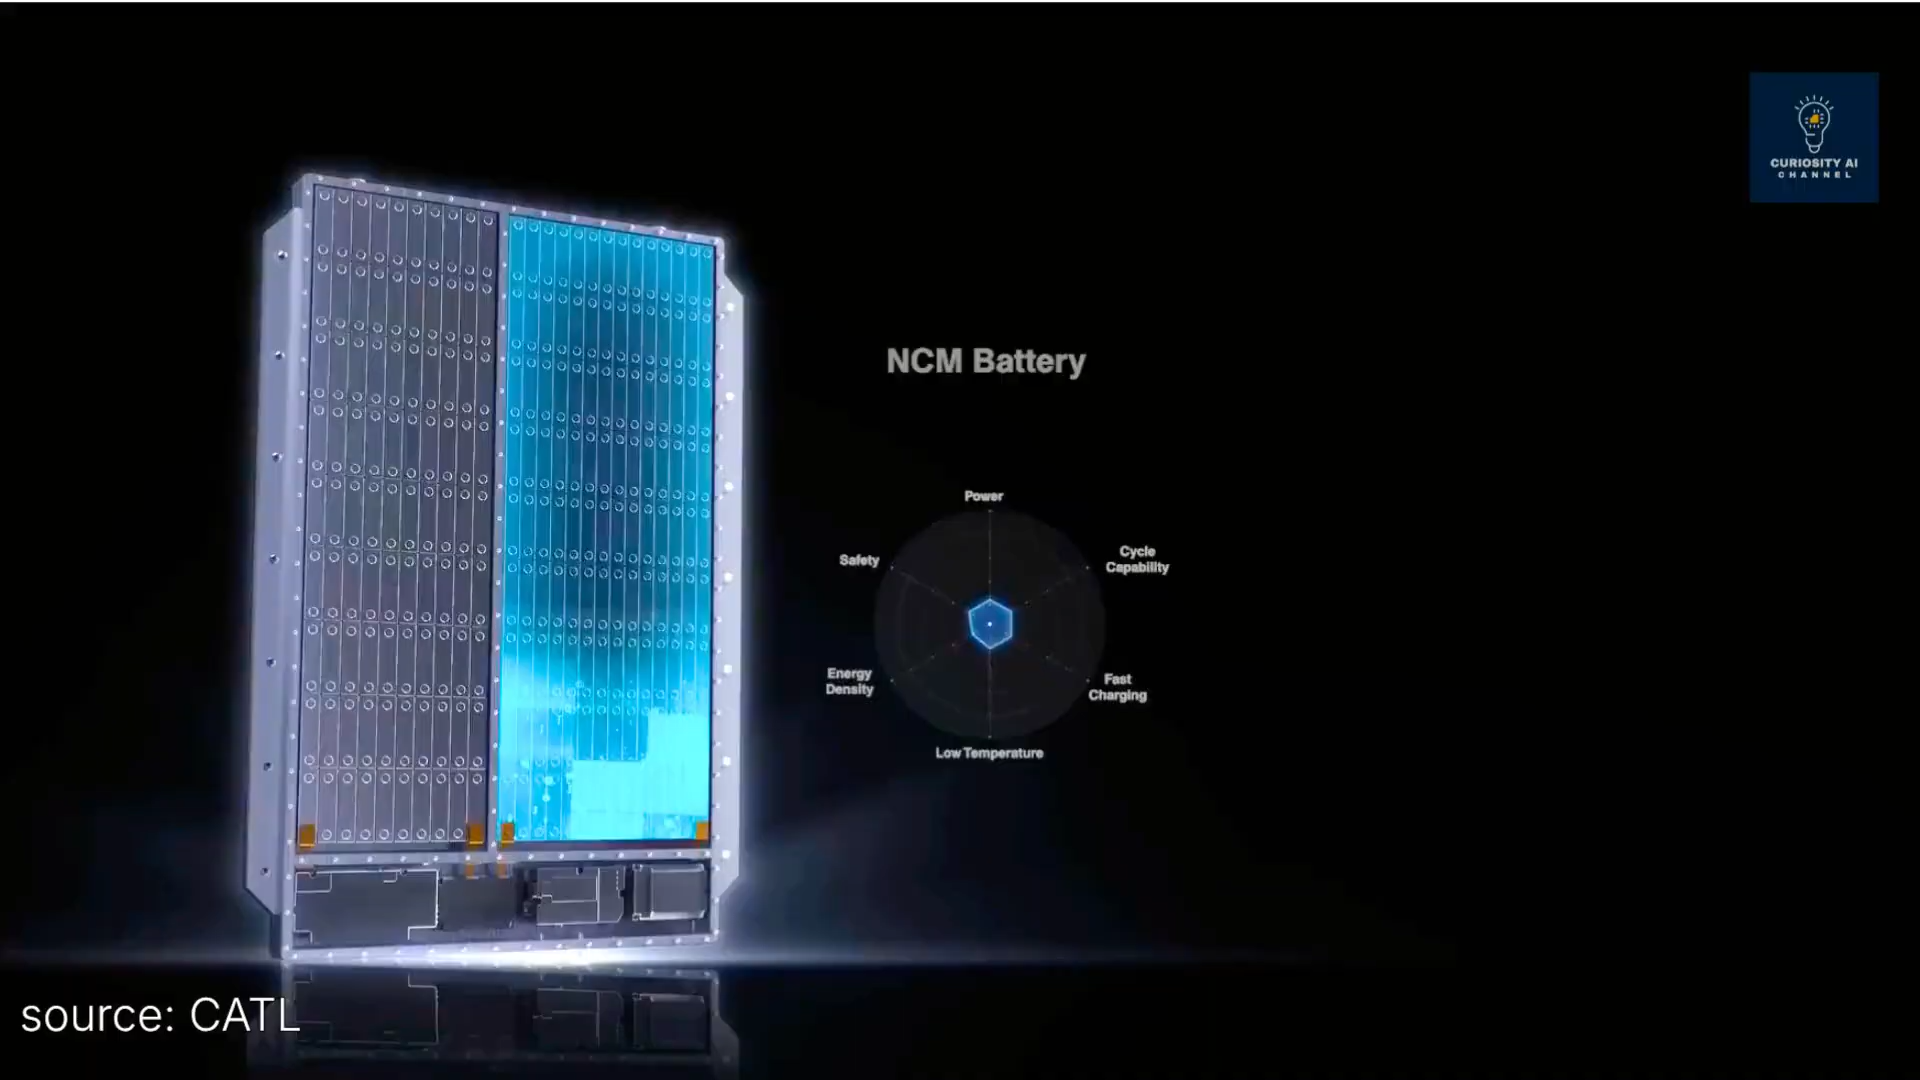 CURIOSITY AI
CHANNEL
NCM Battery
Power
Safety
Cycle
Capability
Energy
Density
Fast
Charging
Low Temperature
source: CATL